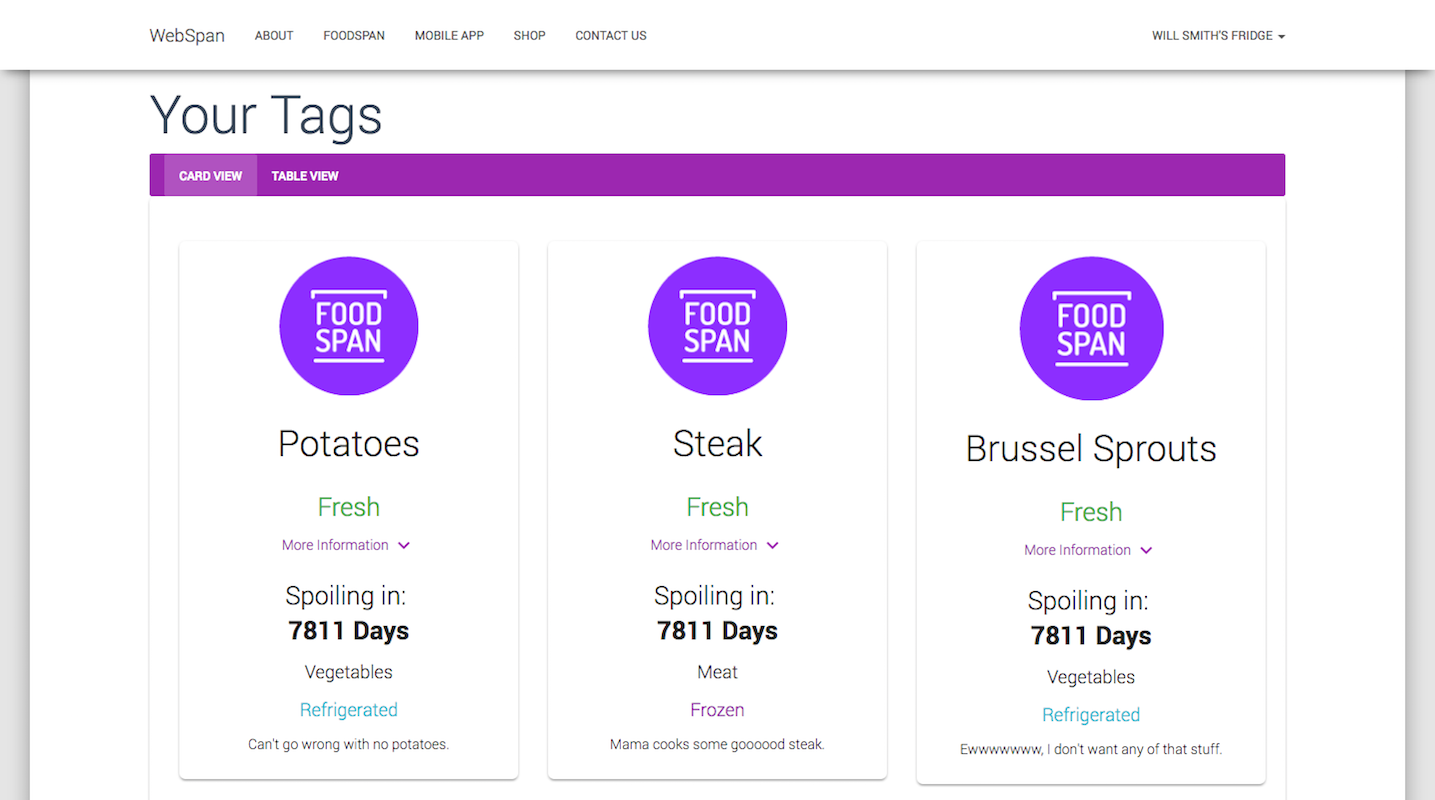 WebSpan ABOUT FOODSPAN MOBILE APP SHOP CONTACT US WILL SMITH'S FRIDGE
Your Tags
CARD VIEW TABLE VIEW
FOOD
SPAN
Potatoes
Fresh
More Information
Spoiling in:
7811 Days
Vegetables
Refrigerated
Can't go wrong with no potatoes.
FOOD
SPAN
Steak
Fresh
More Information
Spoiling in:
7811 Days
Meat
Frozen
Mama cooks some goooood steak.
FOOD
SPAN
Brussel Sprouts
Fresh
More Information
Spoiling in:
7811 Days
Vegetables
Refrigerated
Ewwwwwww, I don't want any of that stuff.